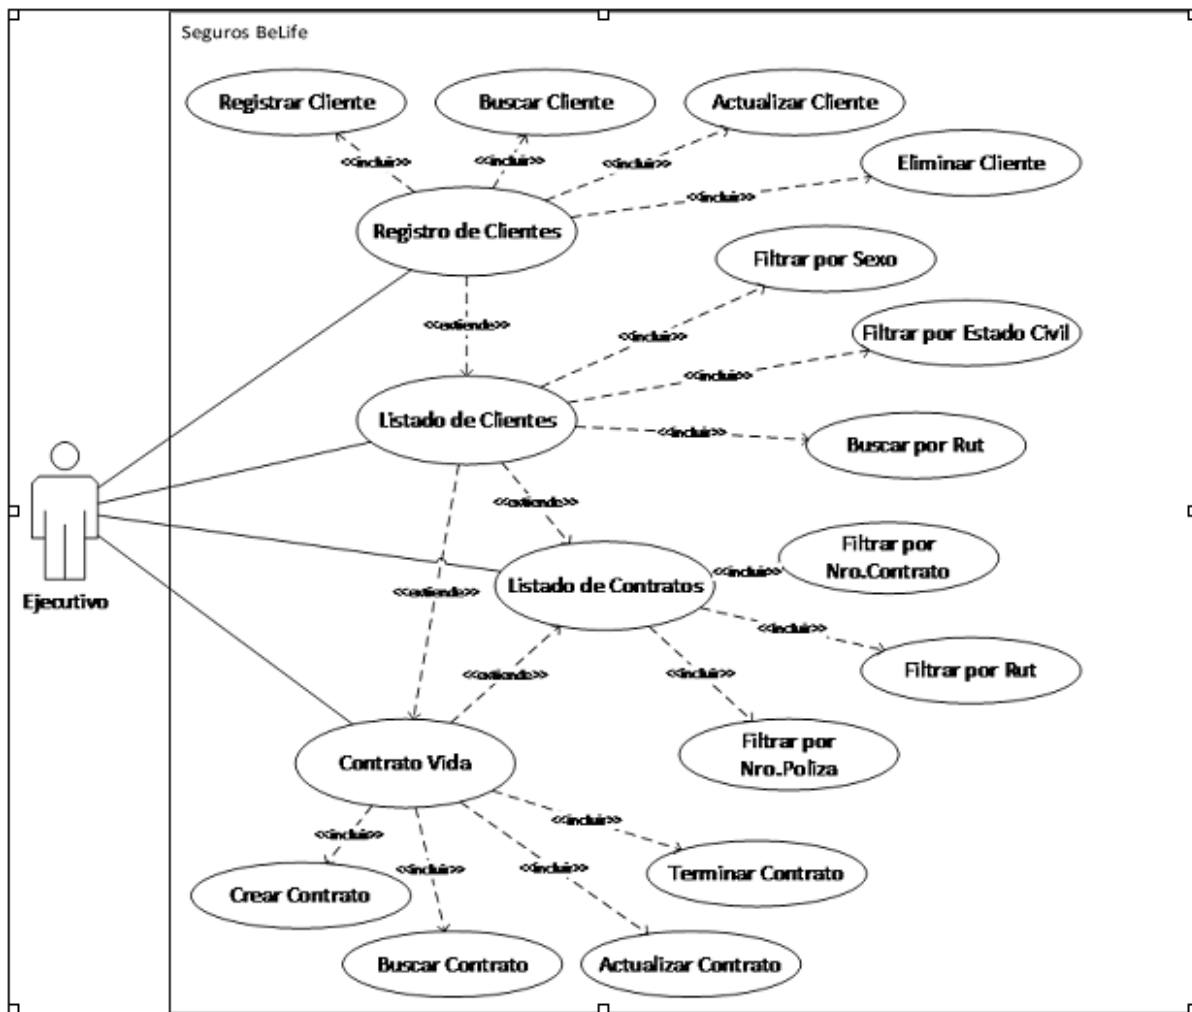 Seguros BeLife
Registrar Cliente
Buscar Cliente
Actualizar Cliente
Eliminar Cliente
<<incluir>>
<<incluir>>
<<incluir>>
<<incluir>>
Registro de Clientes
Filtrar por Sexo
<<extiende>>
<<incluir>>
Filtrar por Estado Civil
<<incluir>>
Listado de Clientes
<<incluir>>
Buscar por Rut
<<extiende>>
Filtrar por
Nro.Contrato
<<incluir>>
Listado de Contratos
<<extiende>>
Ejecutivo
<<incluir>>
Filtrar por Rut
<<extiende>>
<<incluir>>
Filtrar por
Nro.Poliza
Contrato Vida
<<incluir>>
<<incluir>>
<<incluir>>
<<incluir>>
Terminar Contrato
Crear Contrato
Buscar Contrato
Actualizar Contrato